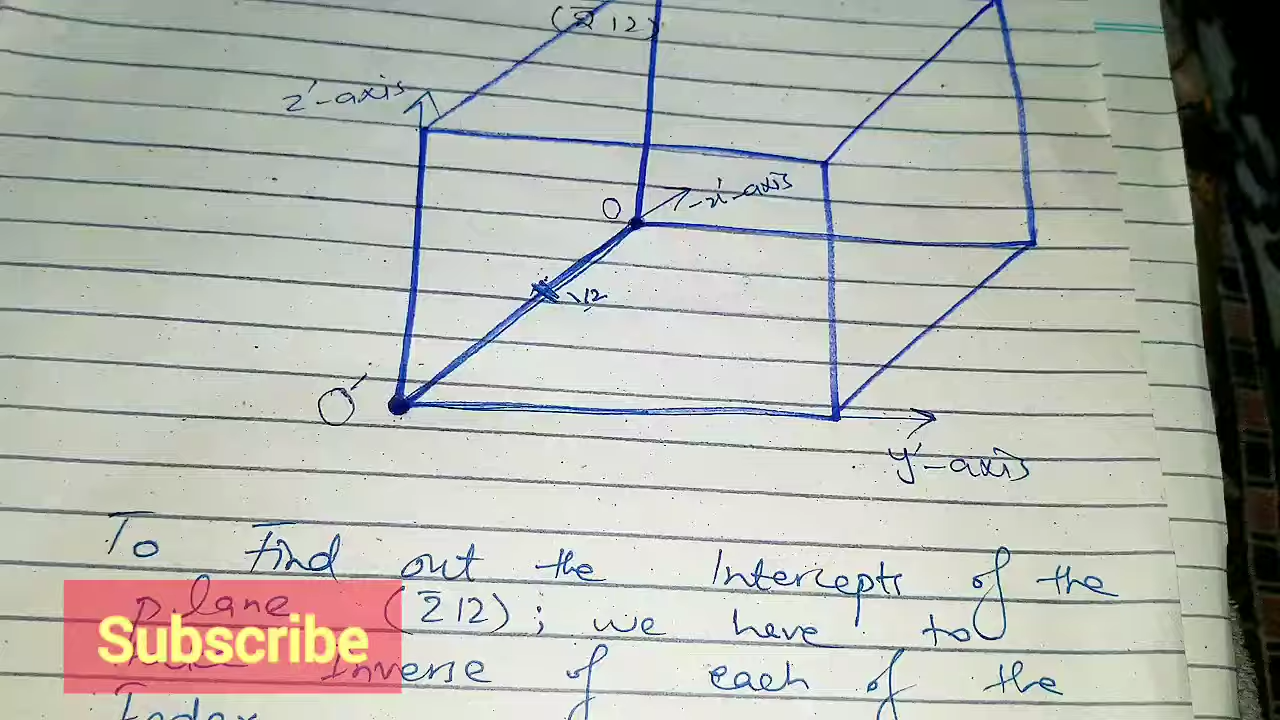 (2̅ 12)
z'-axis
O
-x'-axis
1/2
O'
y'-axis
To Find out the Intercepts of the
plane (2̅12); we have to
Inverse of each of the
Index
Subscribe